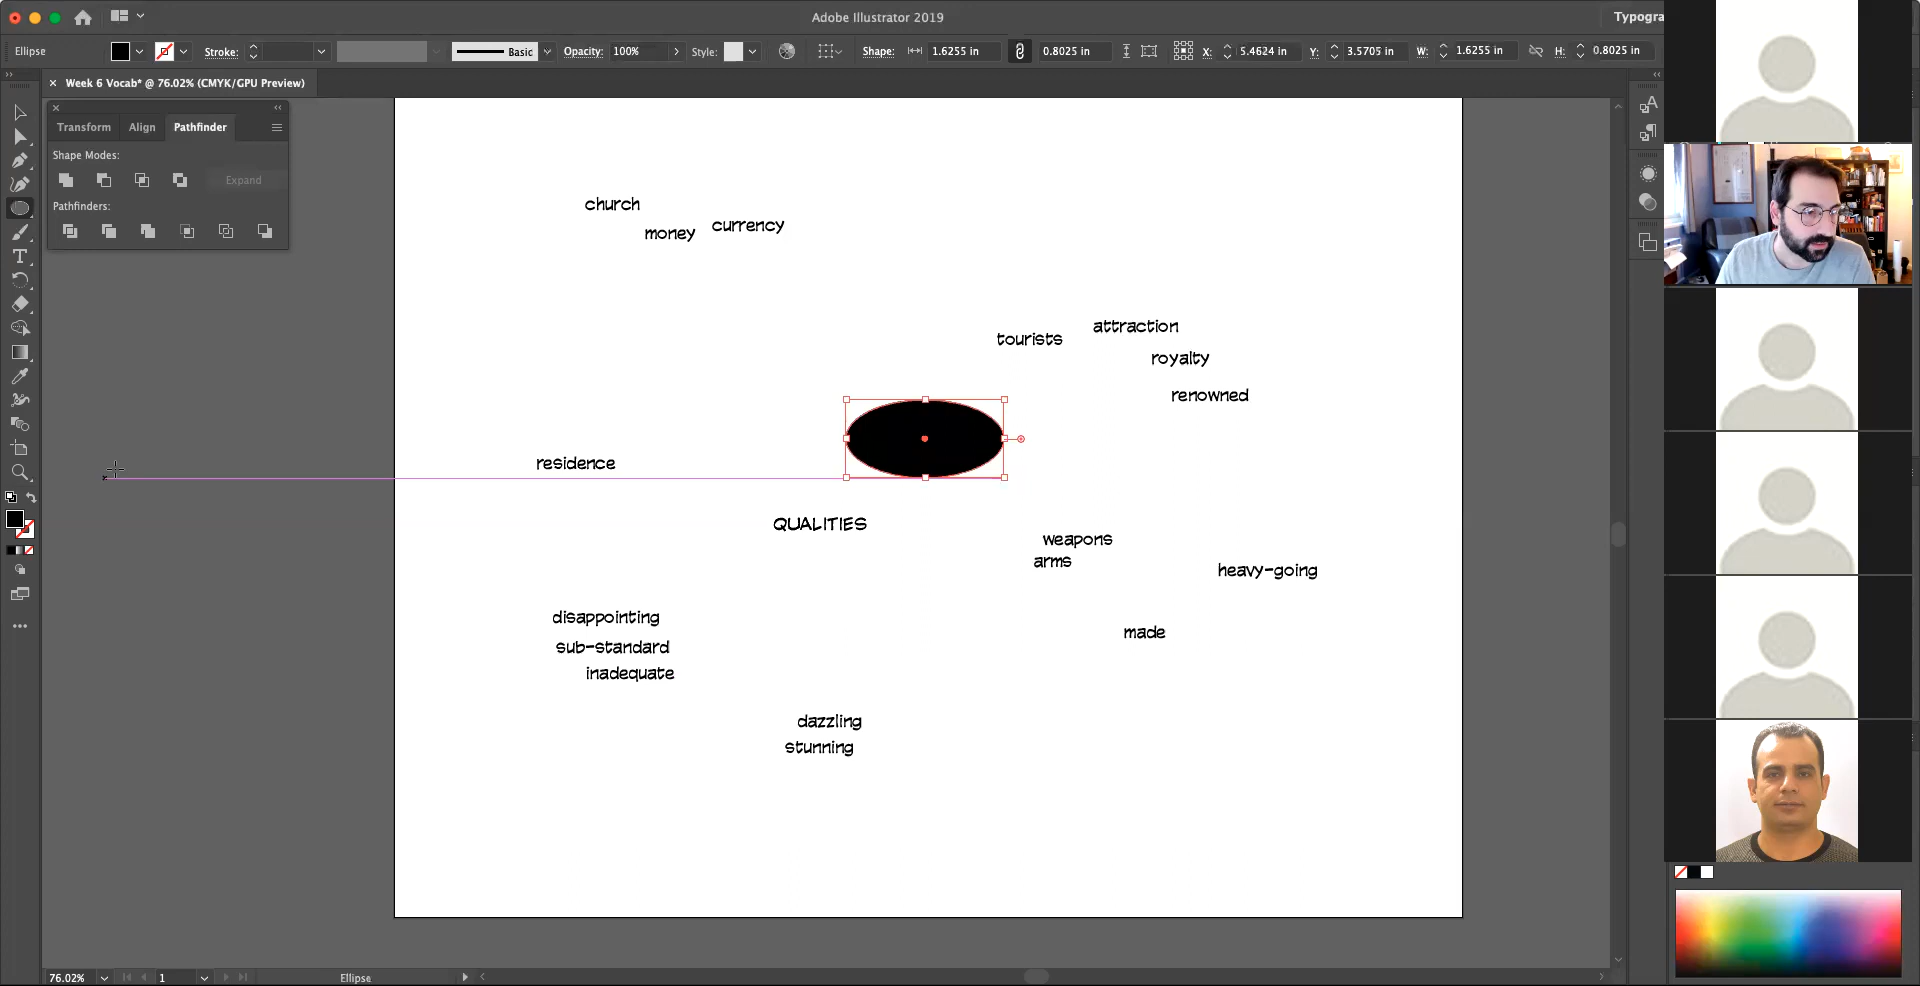 Adobe Illustrator 2019
Typogra
Ellipse
Stroke:
Basic
Opacity: 100%
Style:
Shape: 1.6255 in 0.8025 in X: 5.4624 in Y: 3.5705 in W: 1.6255 in H: 0.8025 in
× Week 6 Vocab* @ 76.02% (CMYK/GPU Preview)
Transform Align Pathfinder
Shape Modes:
Expand
Pathfinders:
church
money currency
tourists attraction
royalty
renowned
residence
QUALITIES
weapons
arms
heavy-going
disappointing
made
sub-standard
inadequate
dazzling
stunning
76.02% 1 Ellipse